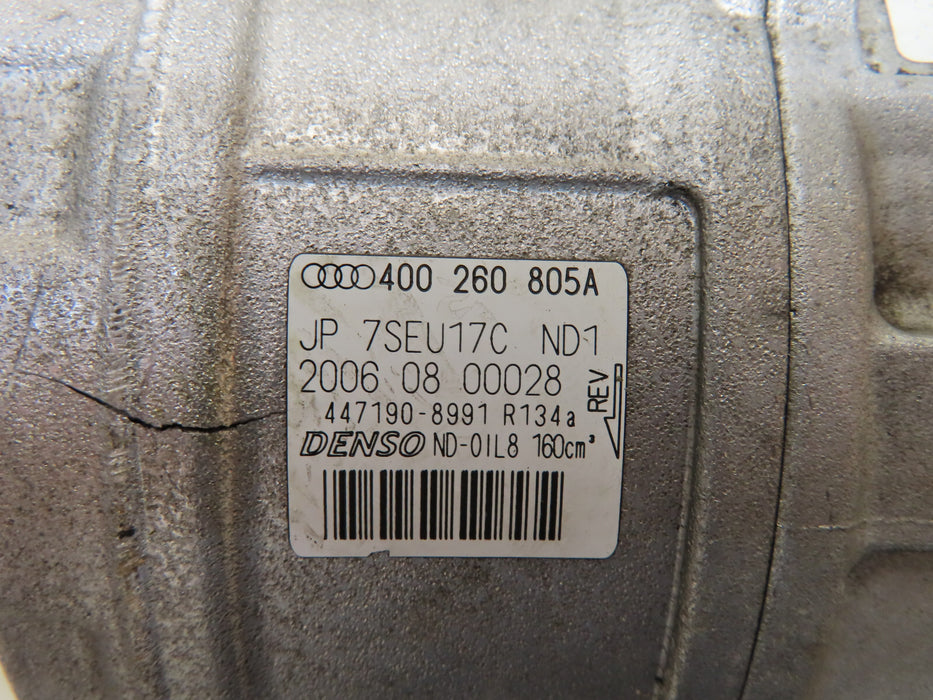 400 260 805A
JP 7SEU17C ND1
2006 08 00028
447190-8991 R134a
DENSO ND-OIL8 160cm³
REV